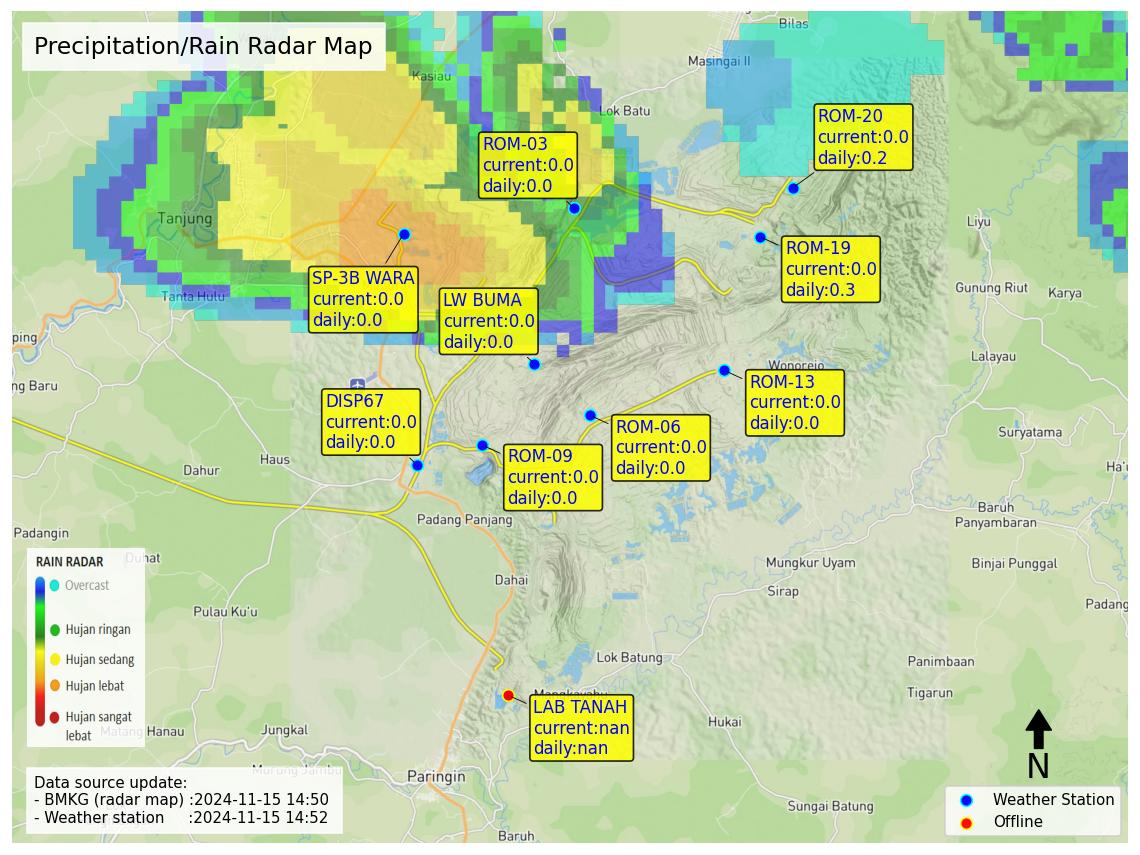 Precipitation/Rain Radar Map
Bilas
Masingai II
Kasiau
Lok Batu
ROM-20
current:0.0
daily:0.2
ROM-03
current:0.0
daily:0.0
Tanjung
Liyu
ROM-19
current:0.0
daily:0.3
SP-3B WARA
current:0.0
daily:0.0
Tanta Hulu
LW BUMA
current:0.0
daily:0.0
Gunung Riut
Karya
ping
Lalayau
Wonorejo
ng Baru
ROM-13
current:0.0
daily:0.0
DISP67
current:0.0
daily:0.0
ROM-06
current:0.0
daily:0.0
Suryatama
ROM-09
current:0.0
daily:0.0
Haus
Dahur
Ha'u
Baruh
Panyambaran
Padang Panjang
Padangin
Duhat
Mungkur Uyam
Binjai Punggal
Dahai
Sirap
Padang
Pulau Ku'u
RAIN RADAR
Overcast
Hujan ringan
Hujan sedang
Hujan lebat
Hujan sangat
lebat
Lok Batung
Panimbaan
Tigarun
Mangkayahu
LAB TANAH
current:nan
daily:nan
Hukai
Matang Hanau
Jungkal
Murung Jambu
Paringin
N
Data source update:
- BMKG (radar map) :2024-11-15 14:50
- Weather station :2024-11-15 14:52
Sungai Batung
Baruh
Weather Station
Offline